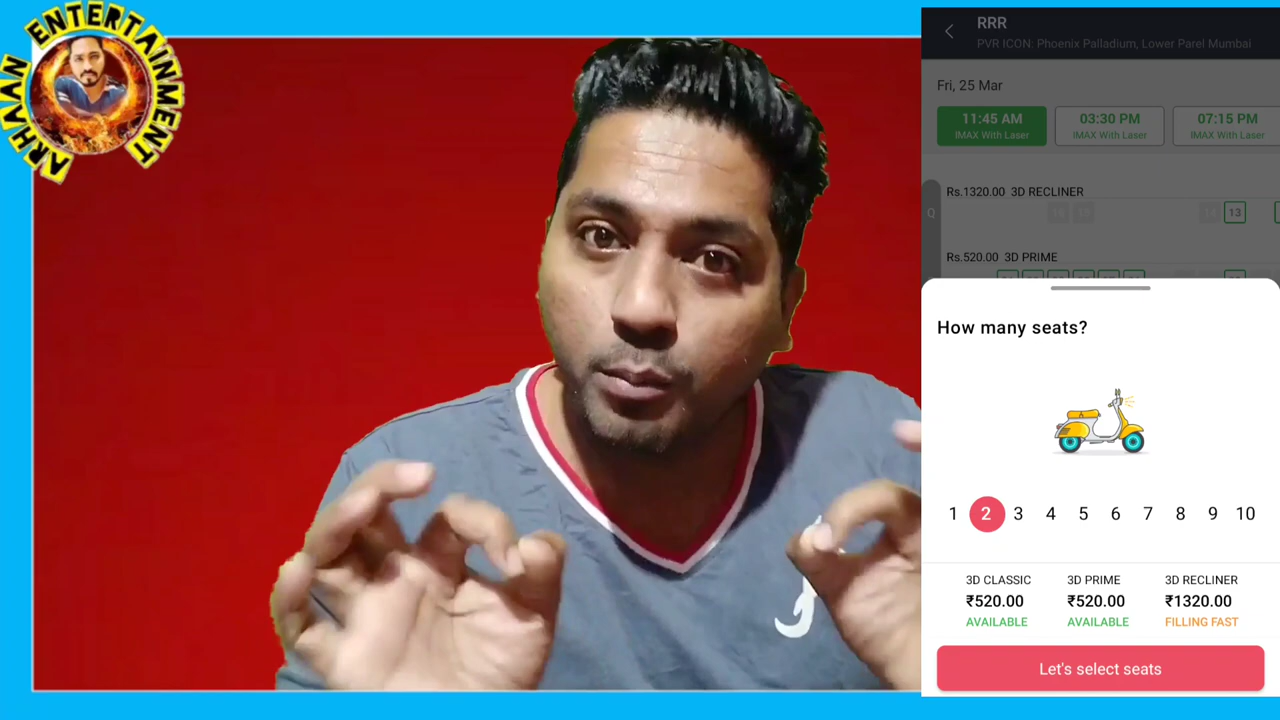 ARHAAN ENTERTAINMENT
RRR
PVR ICON: Phoenix Palladium, Lower Parel Mumbai
Fri, 25 Mar
11:45 AM 03:30 PM 07:15 PM
IMAX With Laser IMAX With Laser IMAX With Laser
Rs.1320.00 3D RECLINER
Q 13
Rs.520.00 3D PRIME
How many seats?
1 2 3 4 5 6 7 8 9 10
3D CLASSIC 3D PRIME 3D RECLINER
₹520.00 ₹520.00 ₹1320.00
AVAILABLE AVAILABLE FILLING FAST
Let's select seats